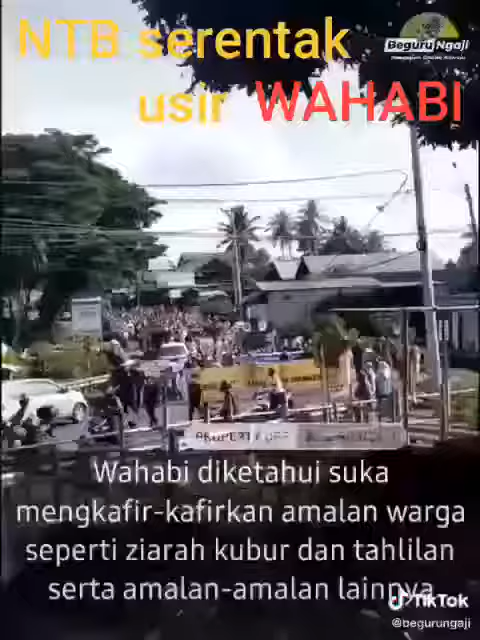 NTB serentak
Beguru Ngaji
usir WAHABI
Wahabi diketahui suka
mengkafir-kafirkan amalan warga
seperti ziarah kubur dan tahlilan
serta amalan-amalan lainnya
TikTok
@begurungaji